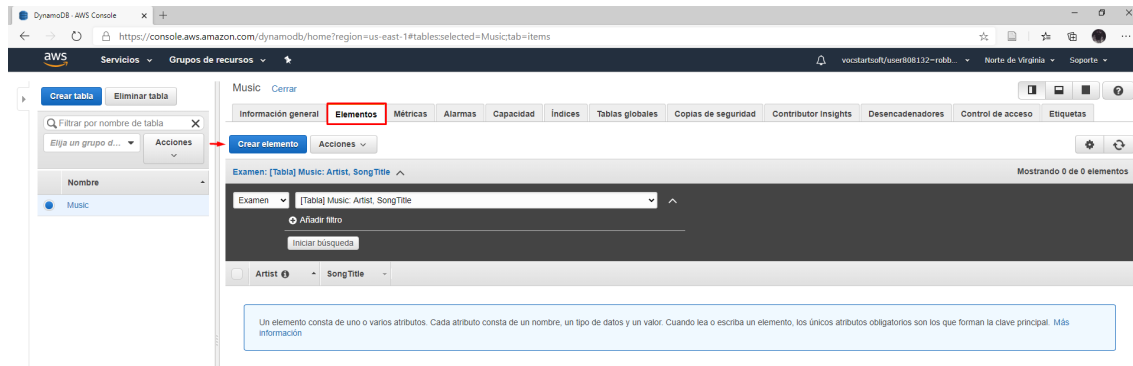 DynamoDB - AWS Console
https://console.aws.amazon.com/dynamodb/home?region=us-east-1#tables:selected=Music;tab=items
aws Servicios Grupos de recursos vocstartsoft/user808132=robb... Norte de Virginia Soporte
Crear tabla Eliminar tabla
Filtrar por nombre de tabla X
Elija un grupo d... Acciones
Nombre
Music
Music Cerrar
Información general Elementos Métricas Alarmas Capacidad Índices Tablas globales Copias de seguridad Contributor Insights Desencadenadores Control de acceso Etiquetas
Crear elemento Acciones
Examen: [Tabla] Music: Artist, SongTitle Mostrando 0 de 0 elementos
Examen [Tabla] Music: Artist, SongTitle
Añadir filtro
Iniciar búsqueda
Artist SongTitle
Un elemento consta de uno o varios atributos. Cada atributo consta de un nombre, un tipo de datos y un valor. Cuando lea o escriba un elemento, los únicos atributos obligatorios son los que forman la clave principal. Más
información